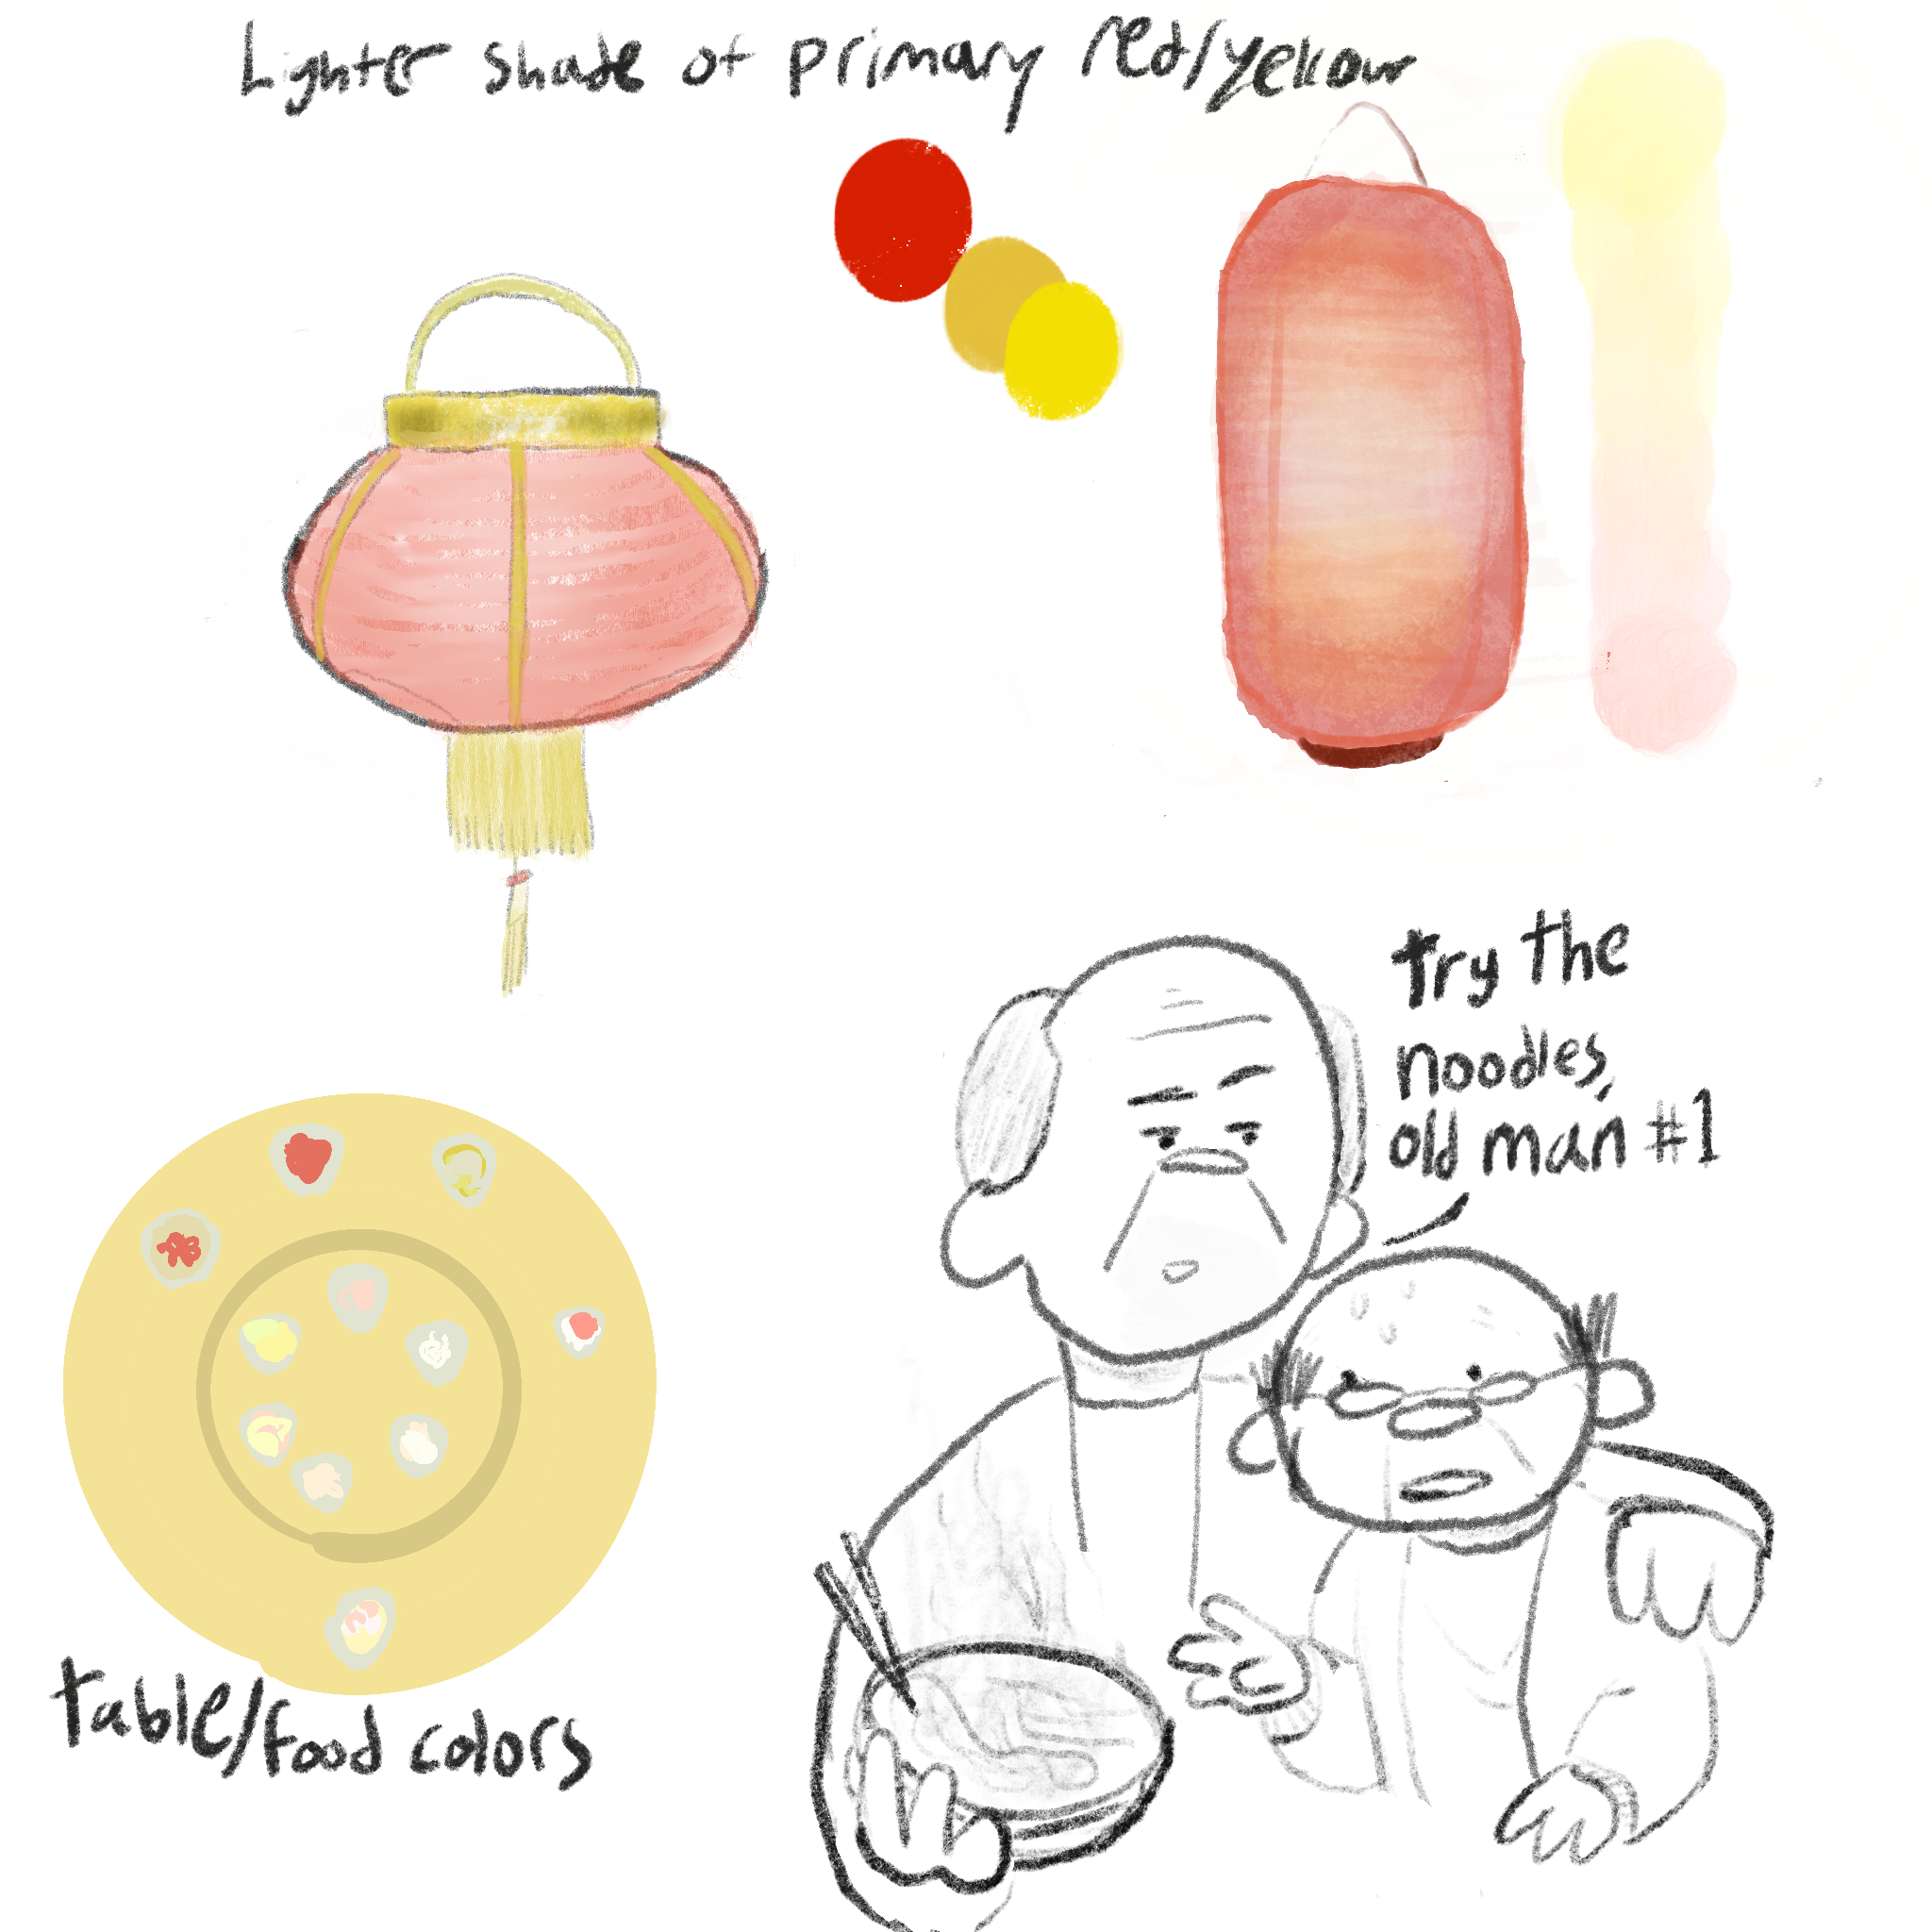 Lighter shade of primary red/yellow
try the
noodles,
old man #1
table/food colors